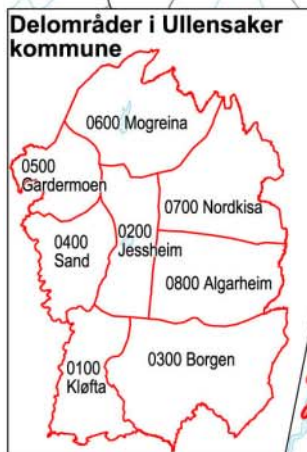 Delområder i Ullensaker
kommune
0600 Mogreina
0500
Gardermoen
0700 Nordkisa
0200
Jessheim
0400
Sand
0800 Algarheim
0300 Borgen
0100
Kløfta